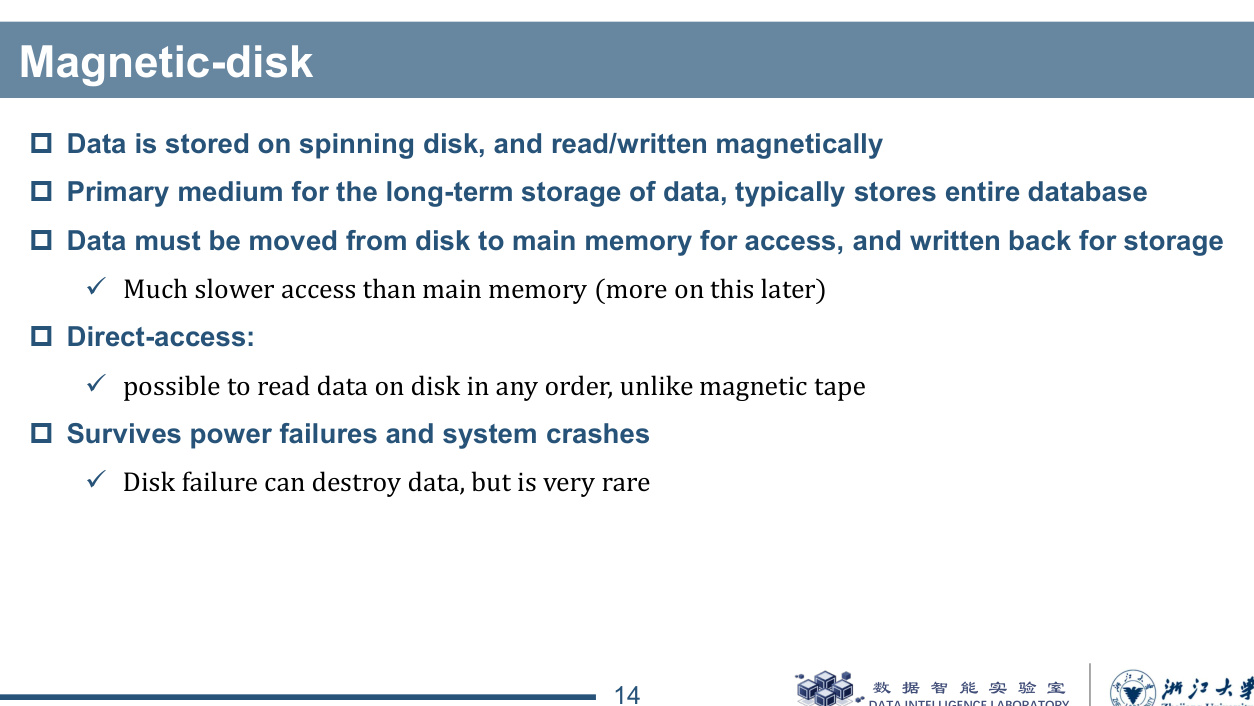 Magnetic-disk
Data is stored on spinning disk, and read/written magnetically
Primary medium for the long-term storage of data, typically stores entire database
Data must be moved from disk to main memory for access, and written back for storage
Much slower access than main memory (more on this later)
Direct-access:
possible to read data on disk in any order, unlike magnetic tape
Survives power failures and system crashes
Disk failure can destroy data, but is very rare
14
数据智能实验室
DATA INTELLIGENCE LABORATORY
浙江大学
Zhejiang University